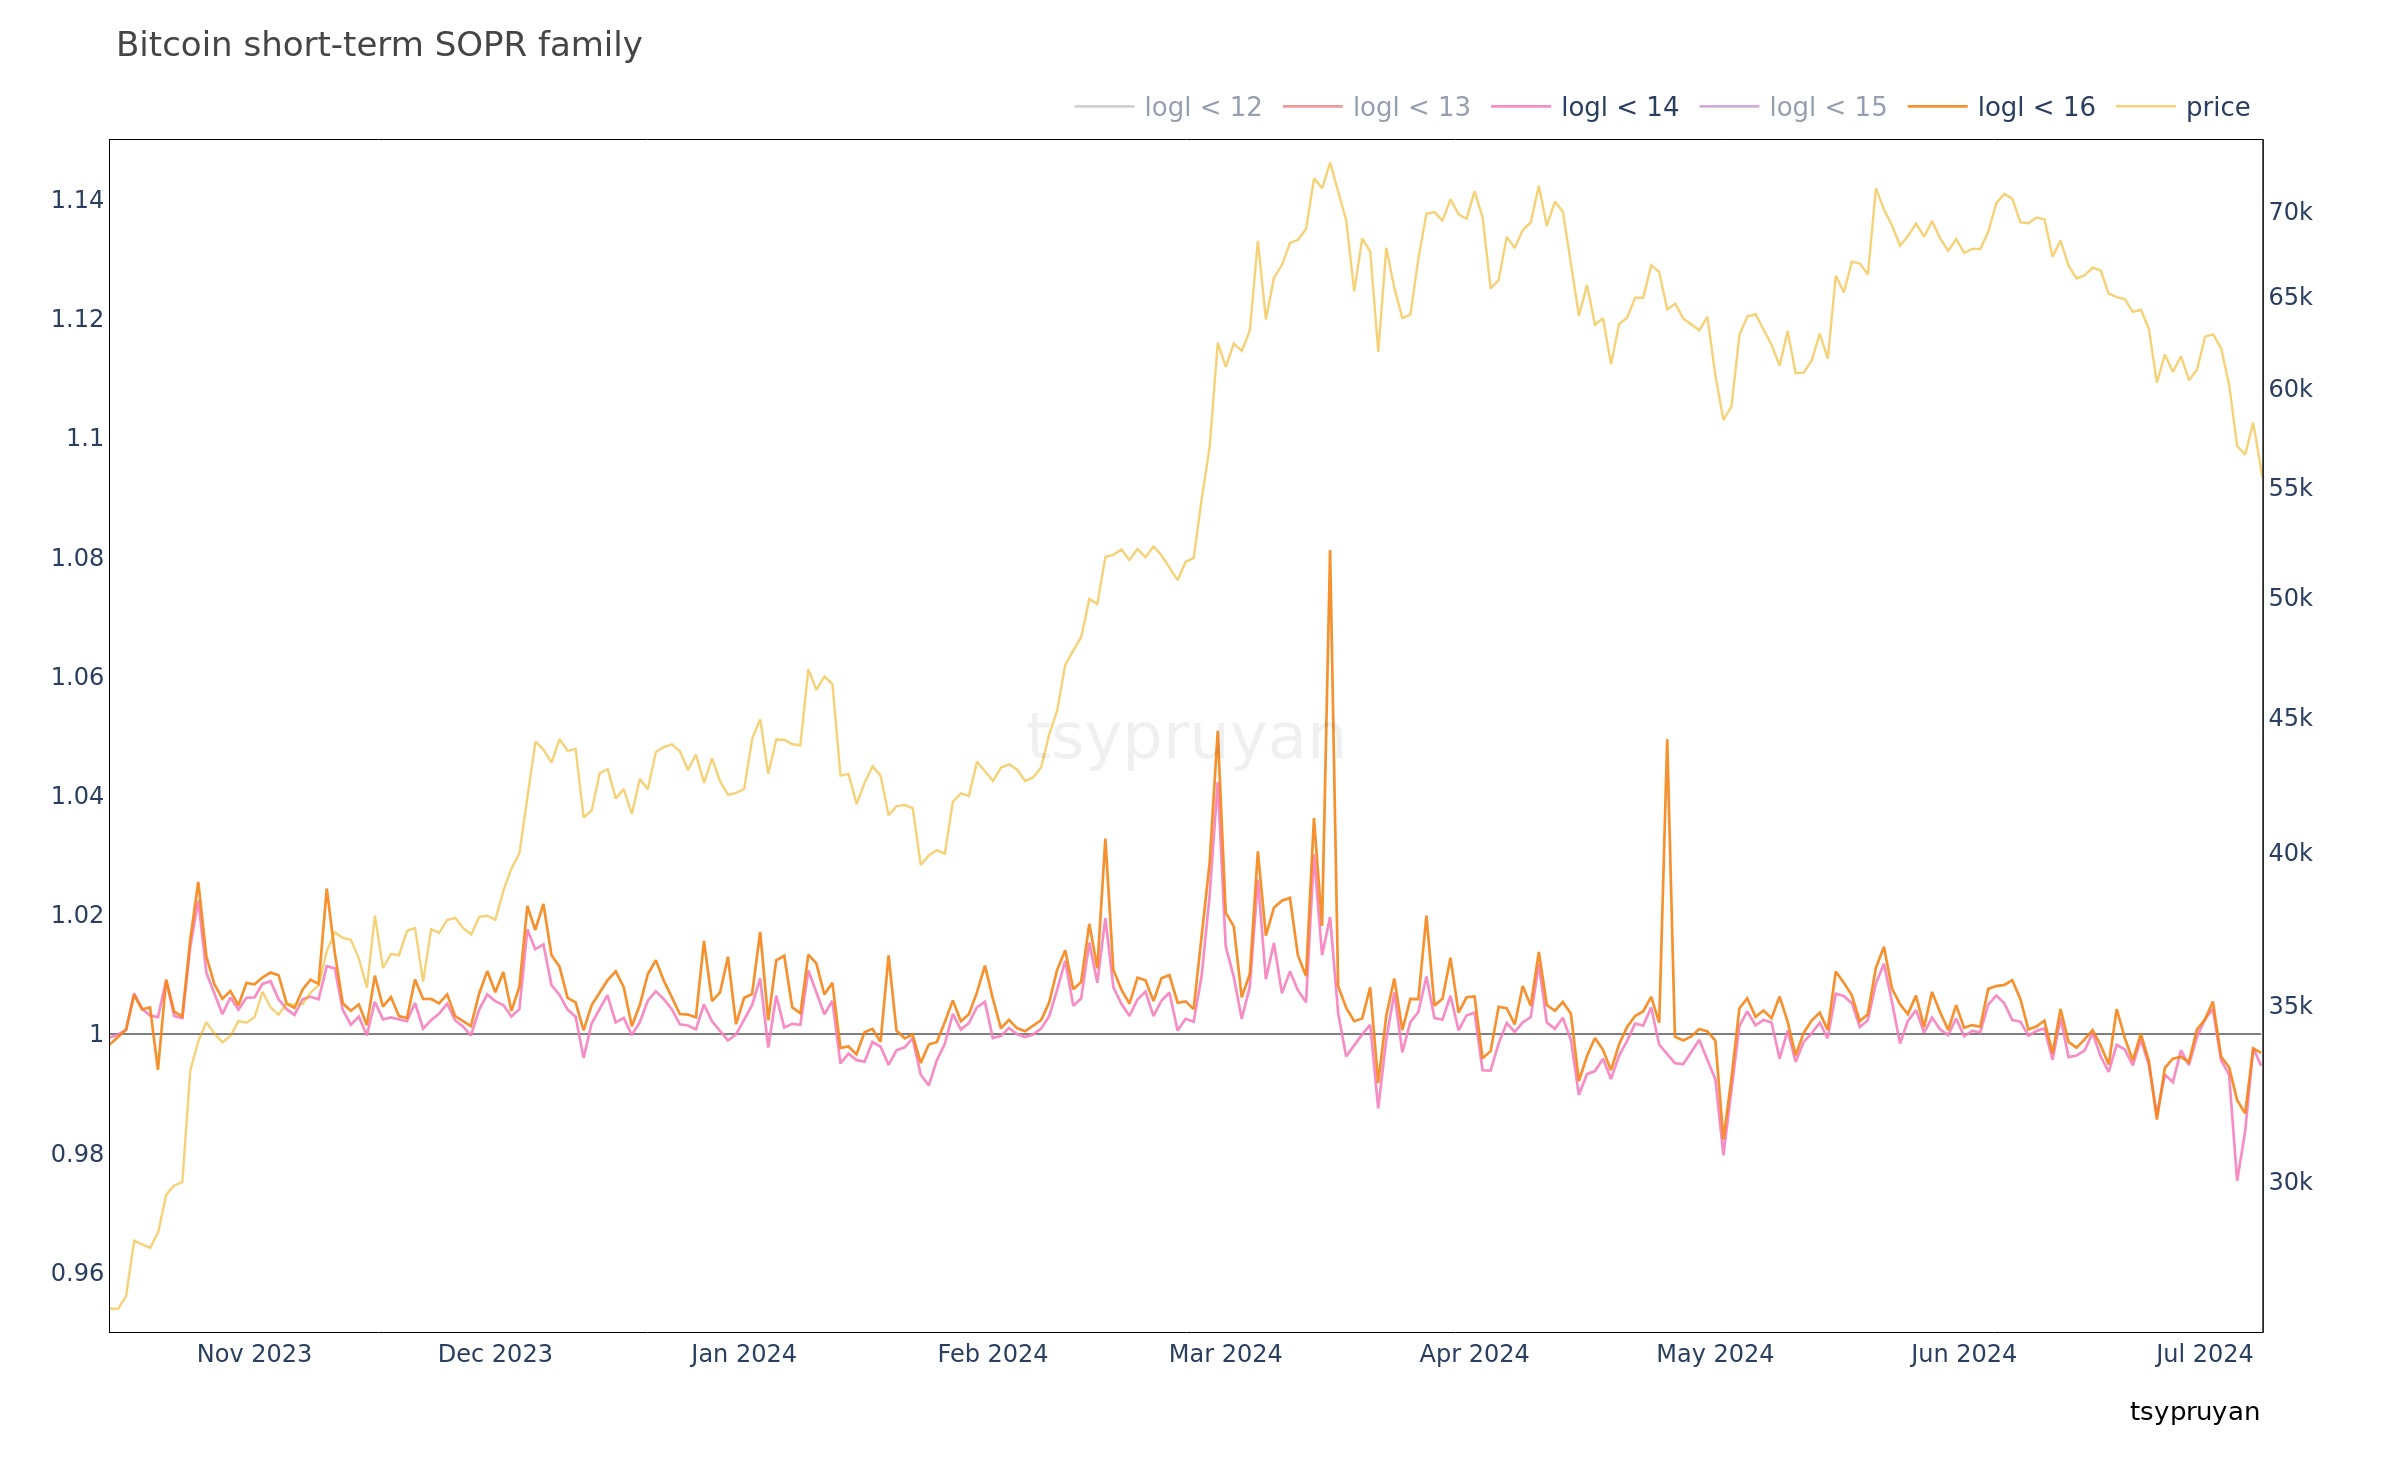 Bitcoin short-term SOPR family
logl < 12 logl < 13 logl < 14 logl < 15 logl < 16 price
1.14
1.12
1.1
1.08
1.06
1.04
1.02
1
0.98
0.96
70k
65k
60k
55k
50k
45k
40k
35k
30k
tsypruyan
Nov 2023 Dec 2023 Jan 2024 Feb 2024 Mar 2024 Apr 2024 May 2024 Jun 2024 Jul 2024
tsypruyan